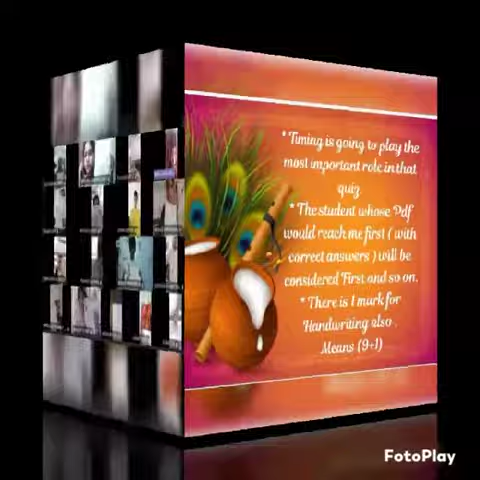 * Timing is going to play the
most important role in that
quiz
* The student whose Pdf
would reach me first ( with
correct answers ) will be
considered First and so on.
* There is 1 mark for
Handwriting also .
Means (9+1)
FotoPlay